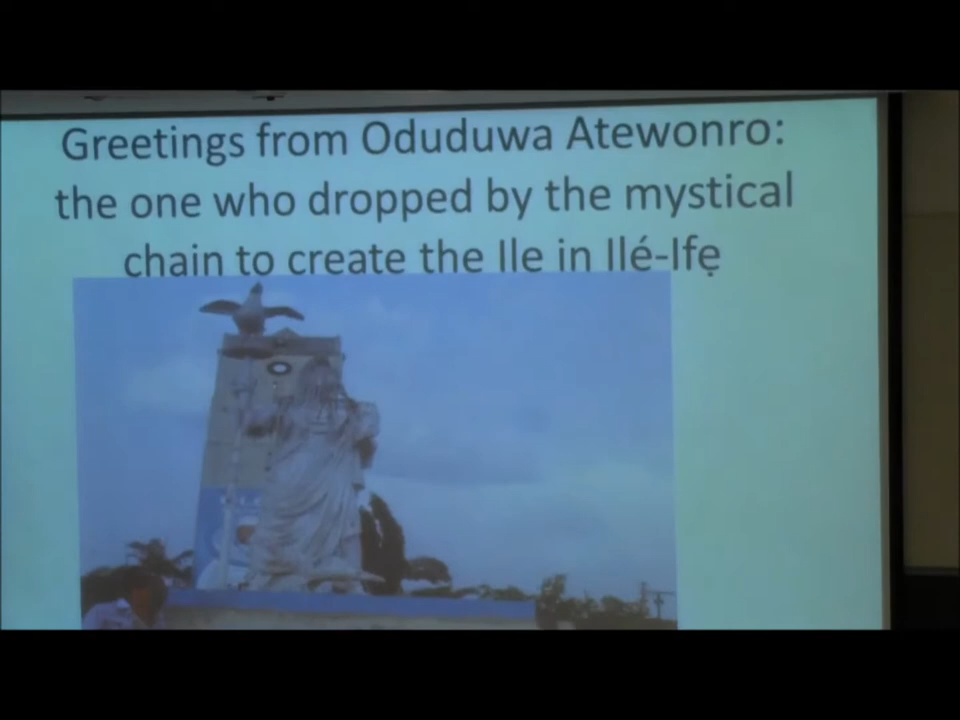 Greetings from Oduduwa Atewonro:
the one who dropped by the mystical
chain to create the Ile in Ilé-Ifẹ